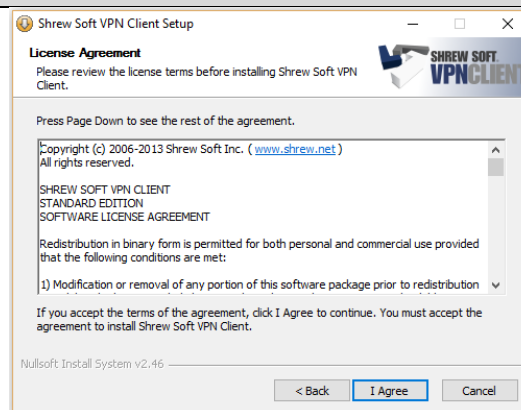 Shrew Soft VPN Client Setup
License Agreement
Please review the license terms before installing Shrew Soft VPN
Client.
SHREW SOFT
VPNCLIENT
Press Page Down to see the rest of the agreement.
Copyright (c) 2006-2013 Shrew Soft Inc. ( www.shrew.net )
All rights reserved.
SHREW SOFT VPN CLIENT
STANDARD EDITION
SOFTWARE LICENSE AGREEMENT
Redistribution in binary form is permitted for both personal and commercial use provided
that the following conditions are met:
1) Modification or removal of any portion of this software package prior to redistribution
If you accept the terms of the agreement, click I Agree to continue. You must accept the
agreement to install Shrew Soft VPN Client.
Nullsoft Install System v2.46
< Back
I Agree
Cancel